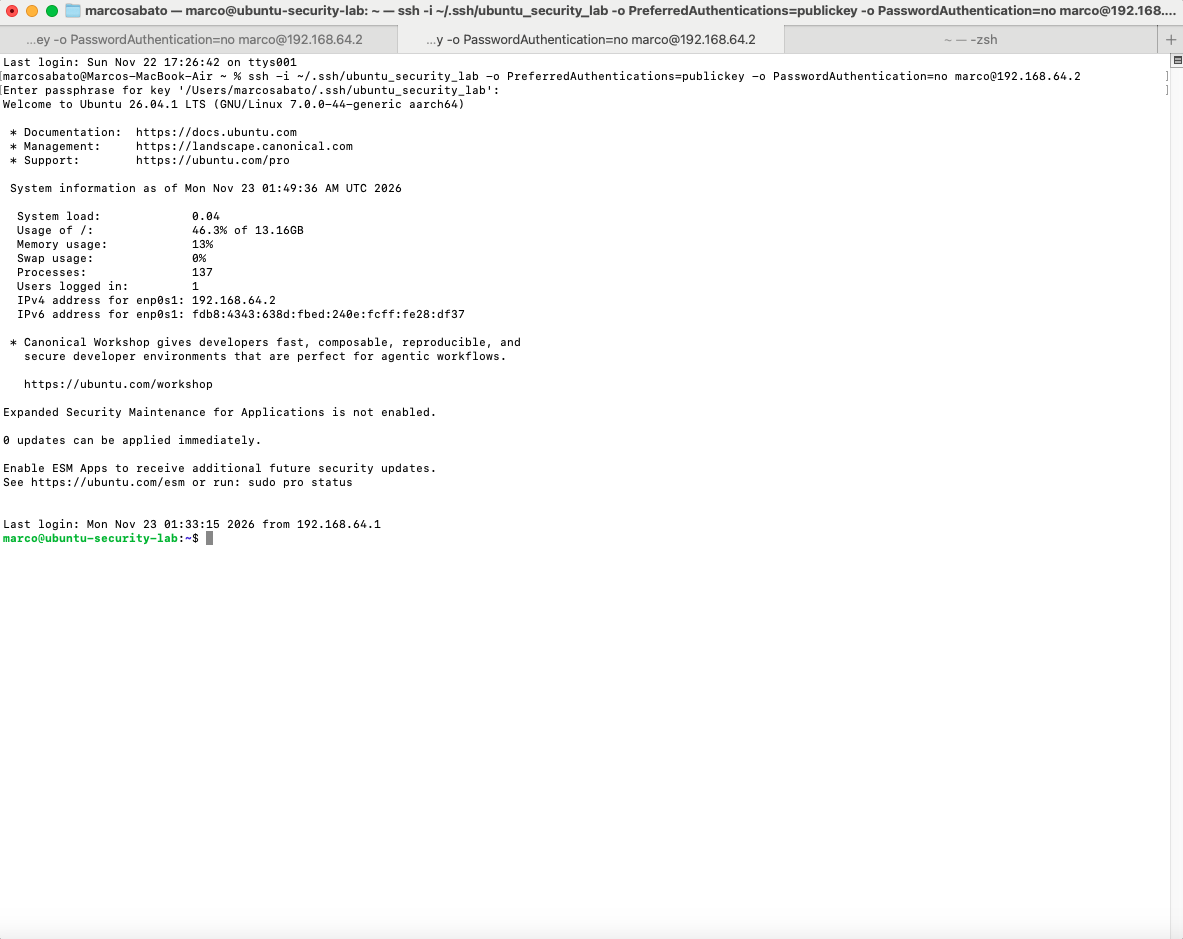 marcosabato — marco@ubuntu-security-lab: ~ — ssh -i ~/.ssh/ubuntu_security_lab -o PreferredAuthentications=publickey -o PasswordAuthentication=no marco@192.168....
...ey -o PasswordAuthentication=no marco@192.168.64.2
...y -o PasswordAuthentication=no marco@192.168.64.2
~ — -zsh
+
Last login: Sun Nov 22 17:26:42 on ttys001
[marcosabato@Marcos-MacBook-Air ~ % ssh -i ~/.ssh/ubuntu_security_lab -o PreferredAuthentications=publickey -o PasswordAuthentication=no marco@192.168.64.2 ]
[Enter passphrase for key '/Users/marcosabato/.ssh/ubuntu_security_lab': ]
Welcome to Ubuntu 26.04.1 LTS (GNU/Linux 7.0.0-44-generic aarch64)

 * Documentation:  https://docs.ubuntu.com
 * Management:     https://landscape.canonical.com
 * Support:        https://ubuntu.com/pro

 System information as of Mon Nov 23 01:49:36 AM UTC 2026

  System load:             0.04
  Usage of /:              46.3% of 13.16GB
  Memory usage:            13%
  Swap usage:              0%
  Processes:               137
  Users logged in:         1
  IPv4 address for enp0s1: 192.168.64.2
  IPv6 address for enp0s1: fdb8:4343:638d:fbed:240e:fcff:fe28:df37

 * Canonical Workshop gives developers fast, composable, reproducible, and
   secure developer environments that are perfect for agentic workflows.

   https://ubuntu.com/workshop

Expanded Security Maintenance for Applications is not enabled.

0 updates can be applied immediately.

Enable ESM Apps to receive additional future security updates.
See https://ubuntu.com/esm or run: sudo pro status

Last login: Mon Nov 23 01:33:15 2026 from 192.168.64.1
marco@ubuntu-security-lab:~$